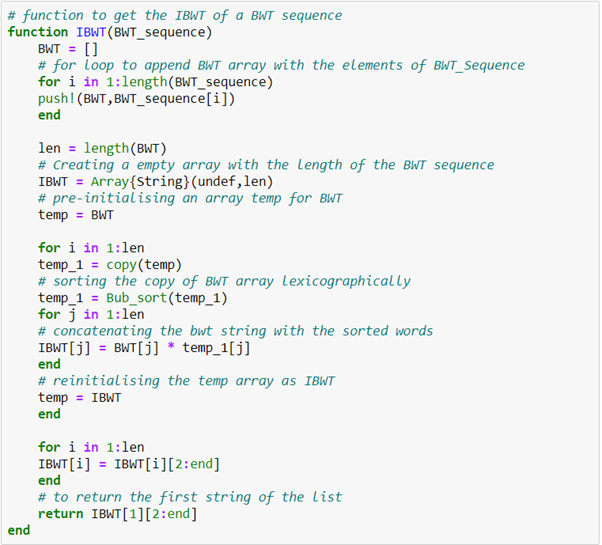 # function to get the IBWT of a BWT sequence
function IBWT(BWT_sequence)
    BWT = []
    # for loop to append BWT array with the elements of BWT_Sequence
    for i in 1:length(BWT_sequence)
    push!(BWT,BWT_sequence[i])
    end

    len = length(BWT)
    # Creating a empty array with the length of the BWT sequence
    IBWT = Array{String}(undef,len)
    # pre-initialising an array temp for BWT
    temp = BWT

    for i in 1:len
    temp_1 = copy(temp)
    # sorting the copy of BWT array lexicographically
    temp_1 = Bub_sort(temp_1)
    for j in 1:len
    # concatenating the bwt string with the sorted words
    IBWT[j] = BWT[j] * temp_1[j]
    end
    # reinitialising the temp array as IBWT
    temp = IBWT
    end

    for i in 1:len
    IBWT[i] = IBWT[i][2:end]
    end
    # to return the first string of the list
    return IBWT[1][2:end]
end